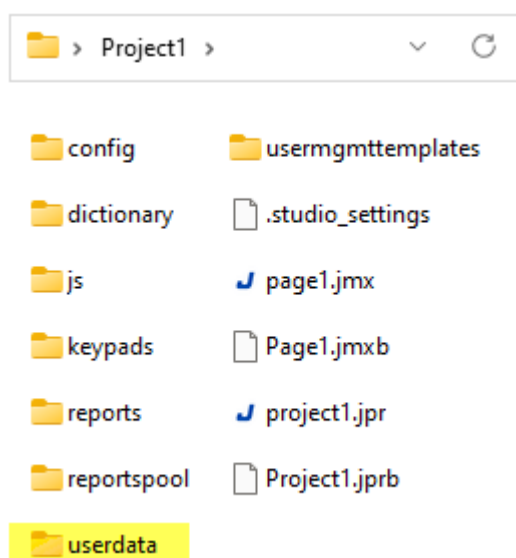 Project1
config
dictionary
js
keypads
reports
reportspool
userdata
usermgmttemplates
.studio_settings
page1.jmx
Page1.jmxb
project1.jpr
Project1.jprb